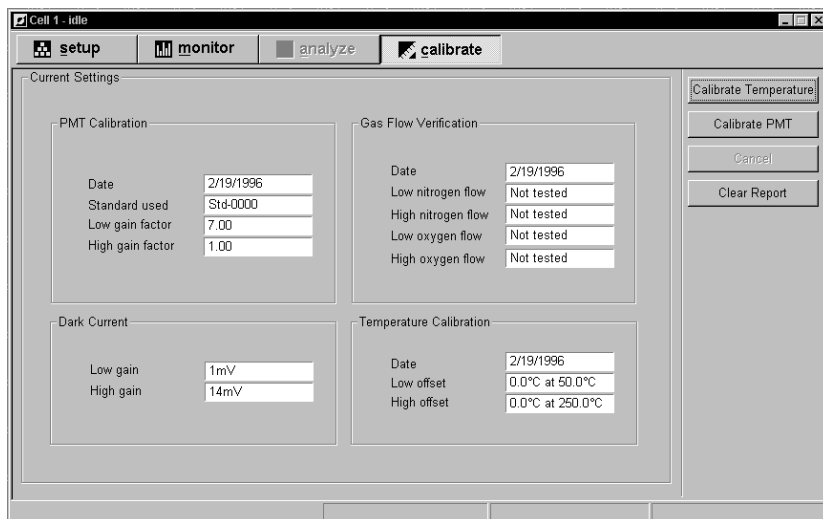 Cell 1 - idle
setup monitor analyze calibrate
Current Settings
PMT Calibration
Date 2/19/1996
Standard used Std-0000
Low gain factor 7.00
High gain factor 1.00
Gas Flow Verification
Date 2/19/1996
Low nitrogen flow Not tested
High nitrogen flow Not tested
Low oxygen flow Not tested
High oxygen flow Not tested
Dark Current
Low gain 1mV
High gain 14mV
Temperature Calibration
Date 2/19/1996
Low offset 0.0°C at 50.0°C
High offset 0.0°C at 250.0°C
Calibrate Temperature
Calibrate PMT
Cancel
Clear Report